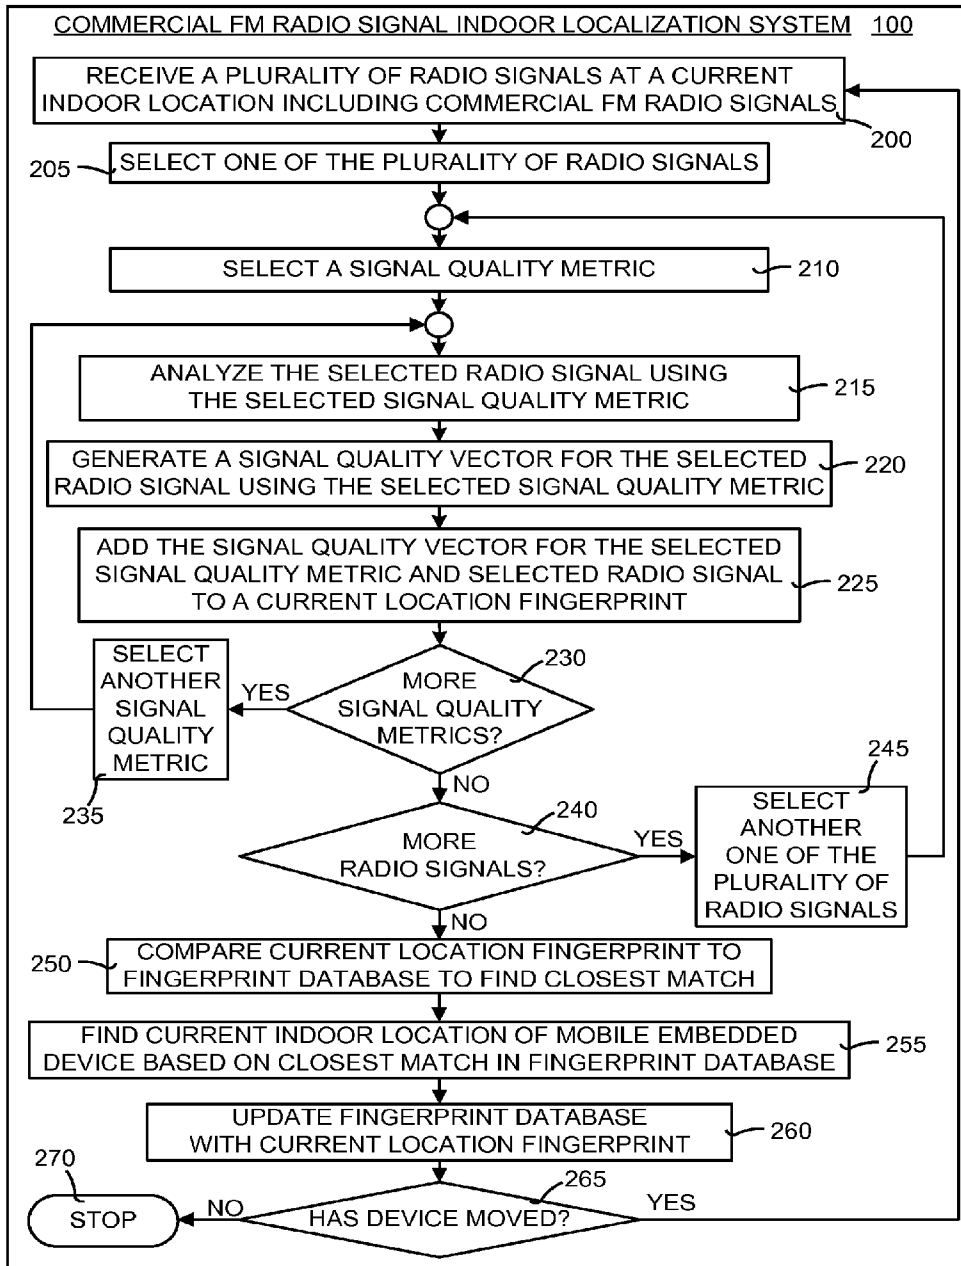 COMMERCIAL FM RADIO SIGNAL INDOOR LOCALIZATION SYSTEM 100
RECEIVE A PLURALITY OF RADIO SIGNALS AT A CURRENT
INDOOR LOCATION INCLUDING COMMERCIAL FM RADIO SIGNALS
200
205
SELECT ONE OF THE PLURALITY OF RADIO SIGNALS
SELECT A SIGNAL QUALITY METRIC
210
ANALYZE THE SELECTED RADIO SIGNAL USING
THE SELECTED SIGNAL QUALITY METRIC
215
GENERATE A SIGNAL QUALITY VECTOR FOR THE SELECTED
RADIO SIGNAL USING THE SELECTED SIGNAL QUALITY METRIC
220
ADD THE SIGNAL QUALITY VECTOR FOR THE SELECTED
SIGNAL QUALITY METRIC AND SELECTED RADIO SIGNAL
TO A CURRENT LOCATION FINGERPRINT
225
230
MORE
SIGNAL QUALITY
METRICS?
YES
SELECT
ANOTHER
SIGNAL
QUALITY
METRIC
235
NO
240
MORE
RADIO SIGNALS?
YES
245
SELECT
ANOTHER
ONE OF THE
PLURALITY OF
RADIO SIGNALS
NO
250
COMPARE CURRENT LOCATION FINGERPRINT TO
FINGERPRINT DATABASE TO FIND CLOSEST MATCH
FIND CURRENT INDOOR LOCATION OF MOBILE EMBEDDED
DEVICE BASED ON CLOSEST MATCH IN FINGERPRINT DATABASE
255
UPDATE FINGERPRINT DATABASE
WITH CURRENT LOCATION FINGERPRINT
260
265
HAS DEVICE MOVED?
YES
NO
270
STOP